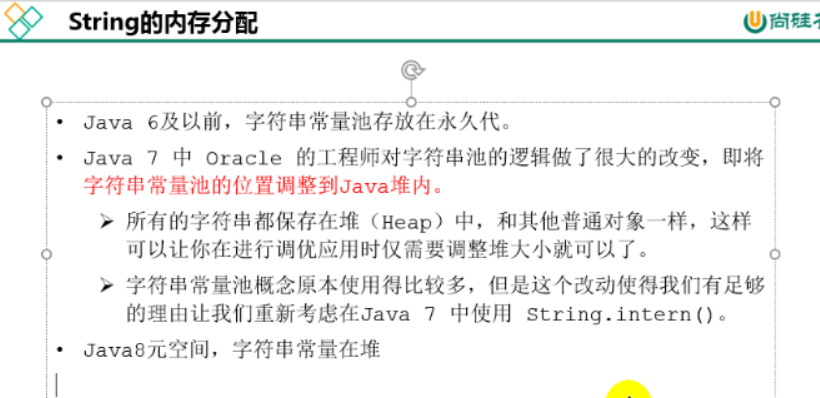 String的内存分配
尚硅
• Java 6及以前，字符串常量池存放在永久代。
• Java 7 中 Oracle 的工程师对字符串池的逻辑做了很大的改变，即将
字符串常量池的位置调整到Java堆内。
➢ 所有的字符串都保存在堆（Heap）中，和其他普通对象一样，这样
可以让你在进行调优应用时仅需要调整堆大小就可以了。
➢ 字符串常量池概念原本使用得比较多，但是这个改动使得我们有足够
的理由让我们重新考虑在Java 7 中使用 String.intern()。
• Java8元空间，字符串常量在堆